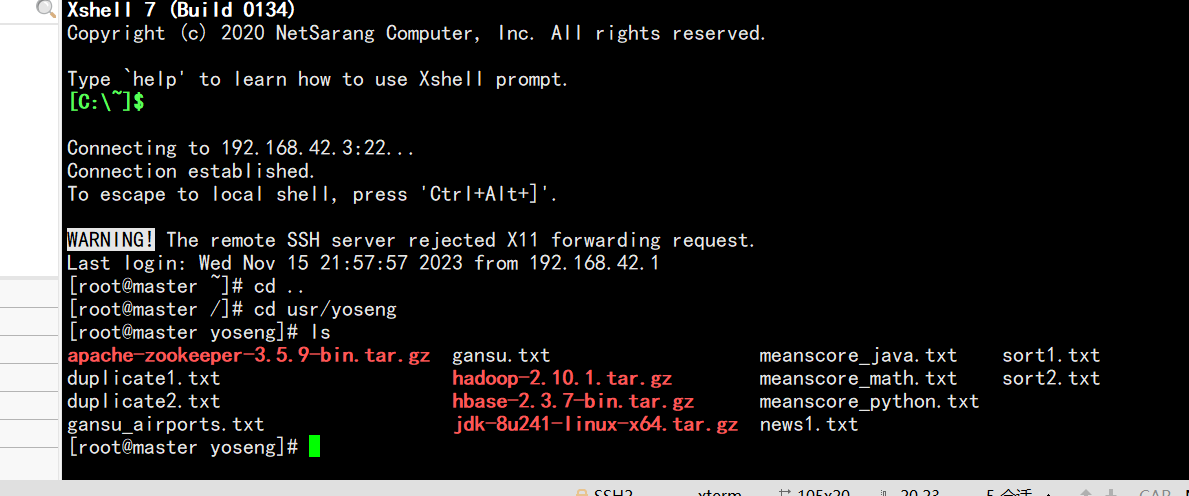 Xshell 7 (Build 0134)
Copyright (c) 2020 NetSarang Computer, Inc. All rights reserved.
Type `help' to learn how to use Xshell prompt.
[C:\~]$
Connecting to 192.168.42.3:22...
Connection established.
To escape to local shell, press 'Ctrl+Alt+]'.
WARNING! The remote SSH server rejected X11 forwarding request.
Last login: Wed Nov 15 21:57:57 2023 from 192.168.42.1
[root@master ~]# cd ..
[root@master /]# cd usr/yoseng
[root@master yoseng]# ls
apache-zookeeper-3.5.9-bin.tar.gz gansu.txt meanscore_java.txt sort1.txt
duplicate1.txt hadoop-2.10.1.tar.gz meanscore_math.txt sort2.txt
duplicate2.txt hbase-2.3.7-bin.tar.gz meanscore_python.txt
gansu_airports.txt jdk-8u241-linux-x64.tar.gz news1.txt
[root@master yoseng]#
SSH2 xterm 105x20 20,23 5 会话 CAP